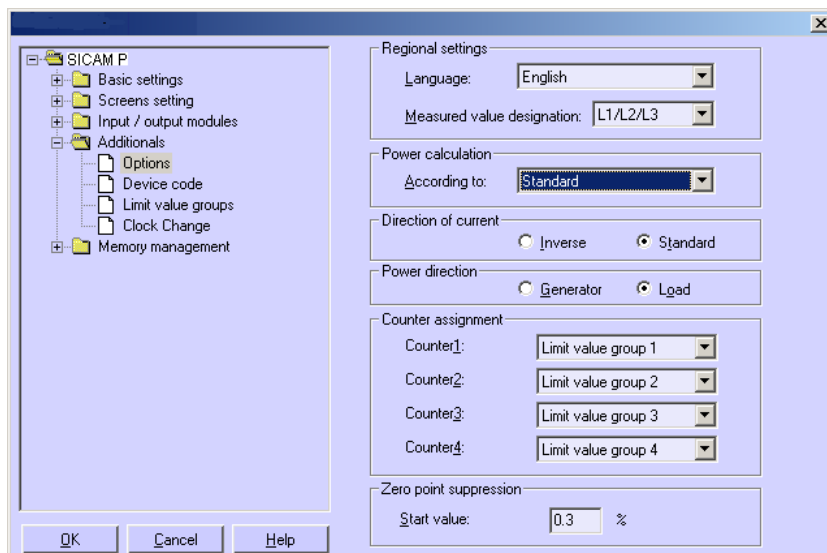 SICAM P
Basic settings
Screens setting
Input / output modules
Additionals
Options
Device code
Limit value groups
Clock Change
Memory management
OK Cancel Help
Regional settings
Language: English
Measured value designation: L1/L2/L3
Power calculation
According to: Standard
Direction of current
Inverse Standard
Power direction
Generator Load
Counter assignment
Counter1: Limit value group 1
Counter2: Limit value group 2
Counter3: Limit value group 3
Counter4: Limit value group 4
Zero point suppression
Start value: 0.3 %